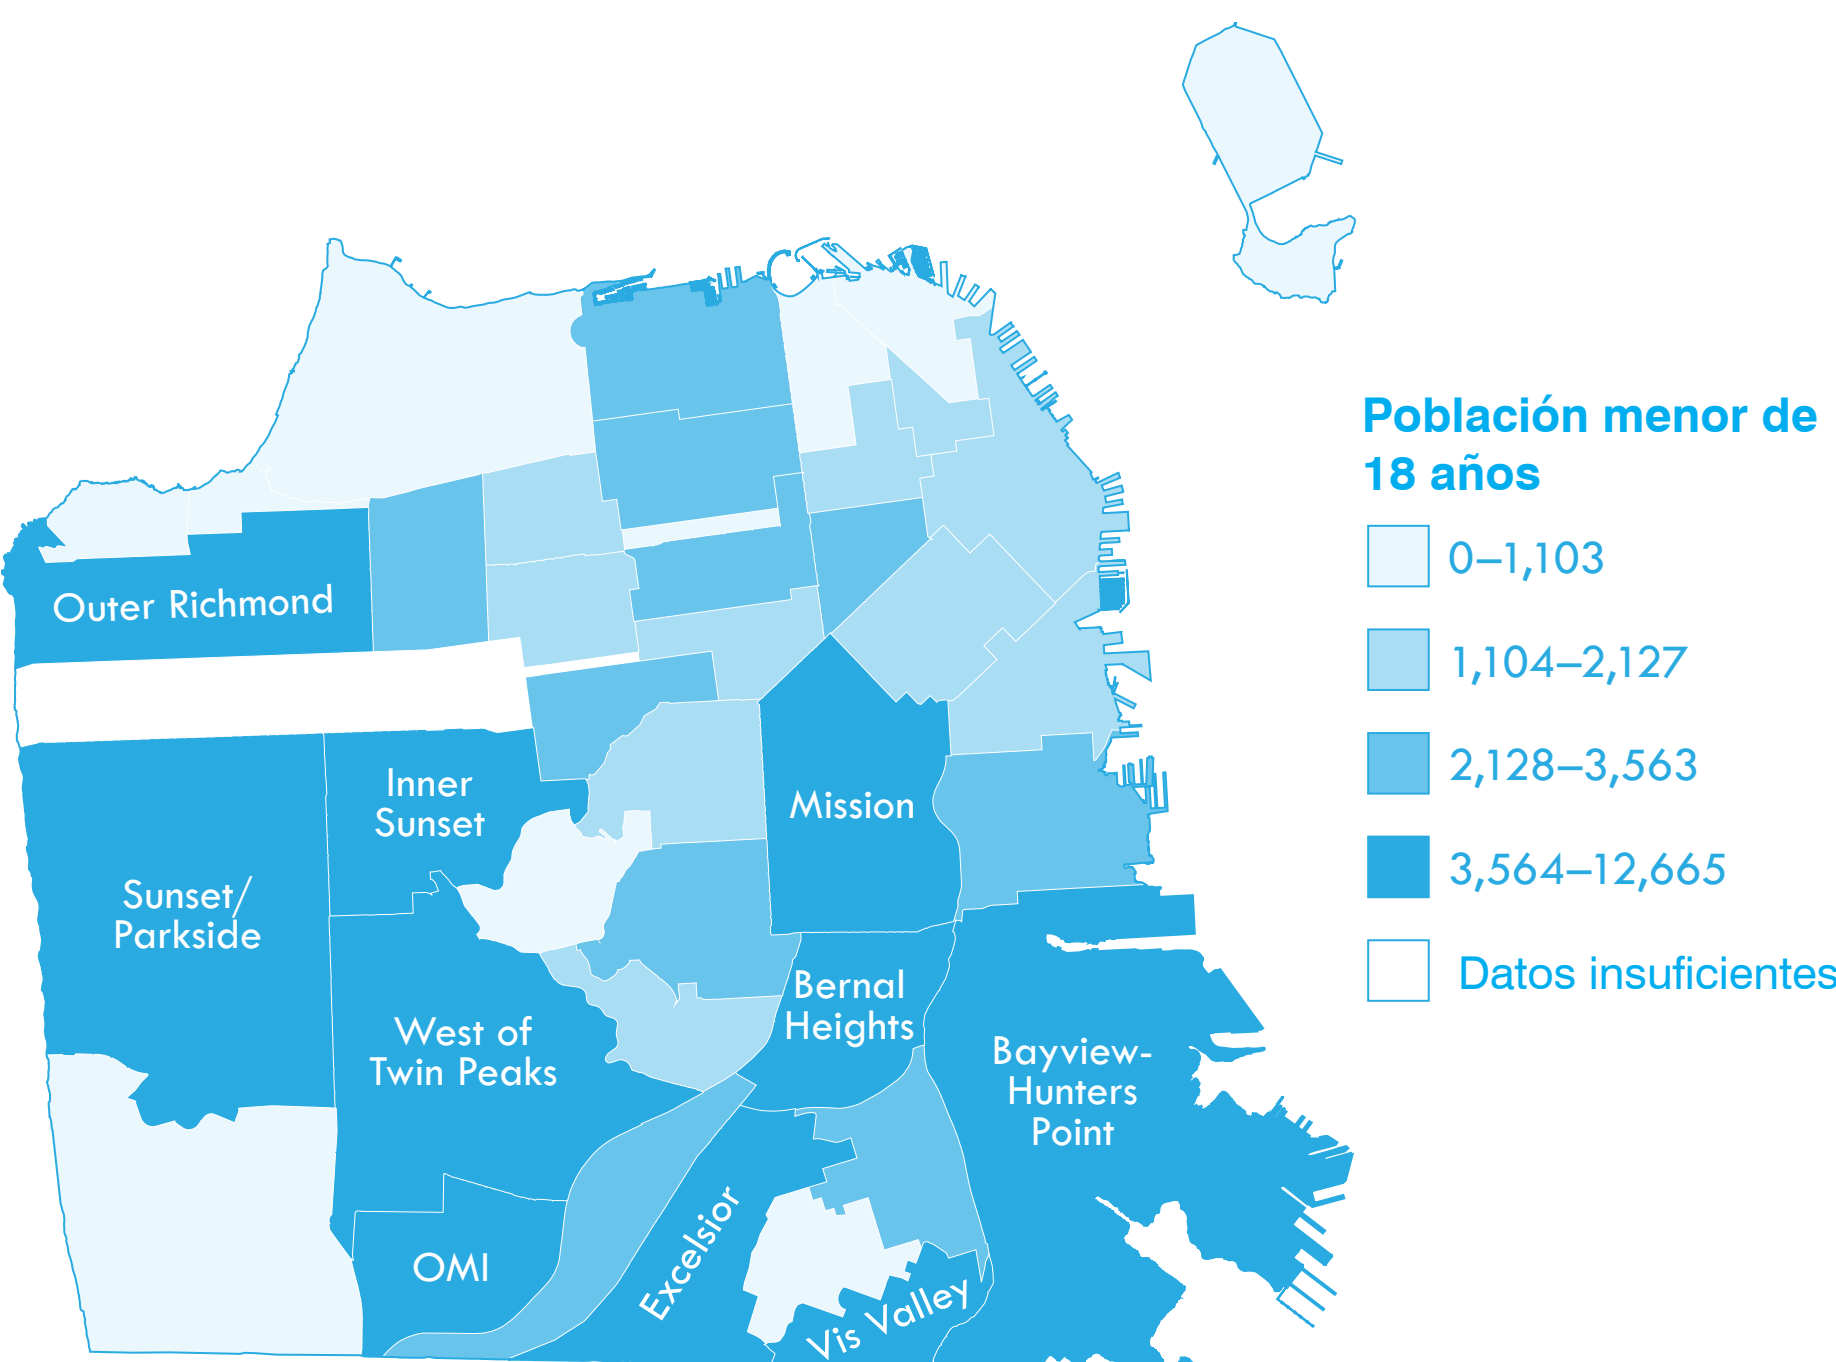 Población menor de
18 años
0–1,103
1,104–2,127
2,128–3,563
3,564–12,665
Datos insuficientes
Outer Richmond
Inner
Sunset
Mission
Sunset/
Parkside
Bernal
Heights
West of
Twin Peaks
Bayview-
Hunters
Point
Excelsior
OMI
Vis Valley